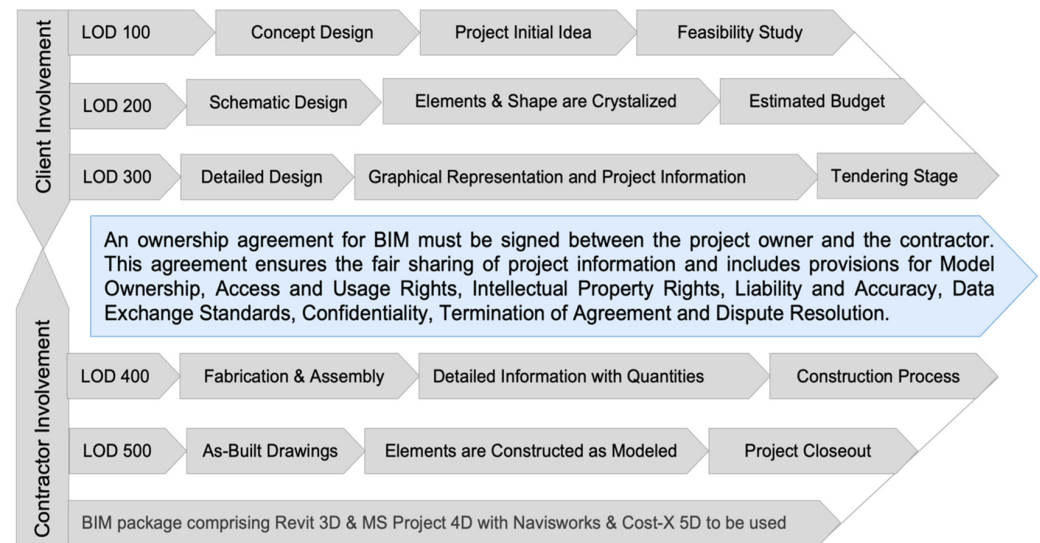 Client Involvement
LOD 100
Concept Design
Project Initial Idea
Feasibility Study
LOD 200
Schematic Design
Elements & Shape are Crystalized
Estimated Budget
LOD 300
Detailed Design
Graphical Representation and Project Information
Tendering Stage
An ownership agreement for BIM must be signed between the project owner and the contractor.
This agreement ensures the fair sharing of project information and includes provisions for Model
Ownership, Access and Usage Rights, Intellectual Property Rights, Liability and Accuracy, Data
Exchange Standards, Confidentiality, Termination of Agreement and Dispute Resolution.
Contractor Involvement
LOD 400
Fabrication & Assembly
Detailed Information with Quantities
Construction Process
LOD 500
As-Built Drawings
Elements are Constructed as Modeled
Project Closeout
BIM package comprising Revit 3D & MS Project 4D with Navisworks & Cost-X 5D to be used